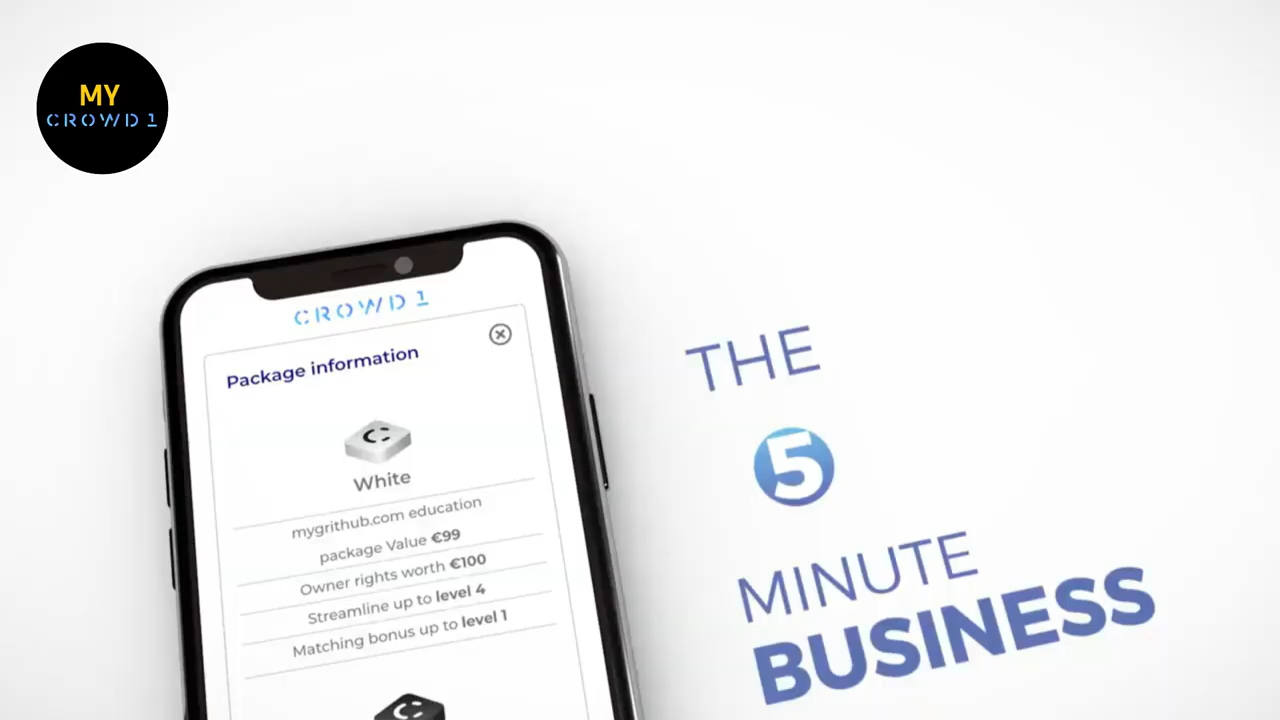 MY
CROWD1
CROWD1
Package information
White
mygrithub.com education
package Value €99
Owner rights worth €100
Streamline up to level 4
Matching bonus up to level 1
THE
5
MINUTE
BUSINESS